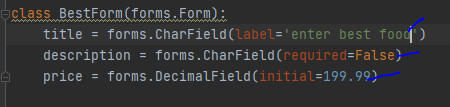 class BestForm(forms.Form):
    title = forms.CharField(label='enter best food')
    description = forms.CharField(required=False)
    price = forms.DecimalField(initial=199.99)